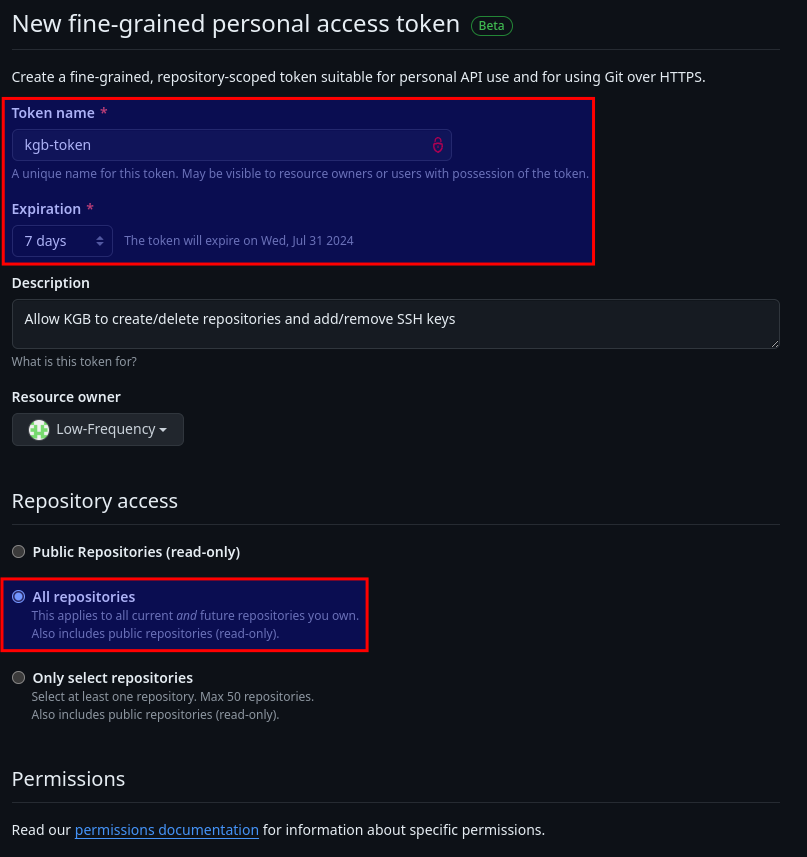 New fine-grained personal access token Beta
Create a fine-grained, repository-scoped token suitable for personal API use and for using Git over HTTPS.
Token name *
kgb-token
A unique name for this token. May be visible to resource owners or users with possession of the token.
Expiration *
7 days The token will expire on Wed, Jul 31 2024
Description
Allow KGB to create/delete repositories and add/remove SSH keys
What is this token for?
Resource owner
Low-Frequency
Repository access
Public Repositories (read-only)
All repositories
This applies to all current and future repositories you own.
Also includes public repositories (read-only).
Only select repositories
Select at least one repository. Max 50 repositories.
Also includes public repositories (read-only).
Permissions
Read our permissions documentation for information about specific permissions.